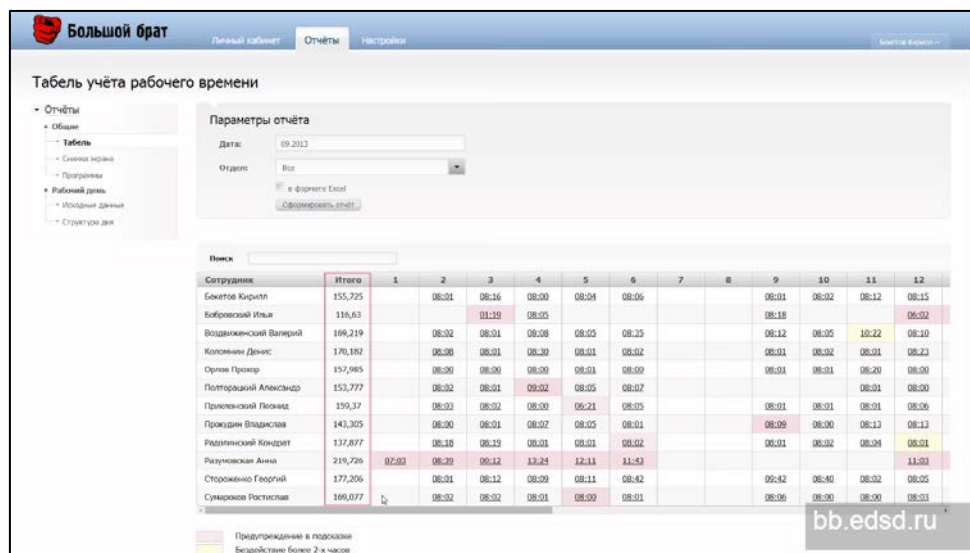 Большой брат
Личный кабинет Отчёты Настройки
Табель учёта рабочего времени
Отчёты
Общие
Табель
Снимки экрана
Программы
Рабочий день
Исходные данные
Структура дня
Параметры отчёта
Дата: 09.2013
Отдел: Все
в формате Excel
Сформировать отчёт
Поиск
Сотрудник Итого 1 2 3 4 5 6 7 8 9 10 11 12
Бекетов Кирилл 155,725 08:01 08:16 08:00 08:04 08:06 08:01 08:02 08:12 08:15
Бобровский Илья 116,63 01:19 08:05 08:18 06:02
Воздвиженский Валерий 169,219 08:02 08:01 08:08 08:05 08:35 08:12 08:05 10:22 08:10
Коломнин Денис 170,182 08:08 08:01 08:30 08:01 08:02 08:01 08:02 08:01 08:23
Орлов Прохор 157,985 08:00 08:00 08:00 08:01 08:00 08:01 08:01 08:20 08:00
Полторацкий Александр 153,777 08:02 08:01 09:02 08:05 08:07 08:01 08:00
Приклонский Леонид 159,37 08:03 08:02 08:00 06:21 08:05 08:01 08:01 08:01 08:06
Прокудин Владислав 143,305 08:00 08:01 08:07 08:05 08:01 08:09 08:00 08:13 08:13
Радолинский Кондрат 137,877 08:18 08:19 08:01 08:01 08:02 08:01 08:02 08:04 08:01
Разумовская Анна 219,726 07:03 08:39 00:12 13:24 12:11 11:43 11:03
Стороженко Георгий 177,206 08:01 08:12 08:09 08:11 08:42 09:42 08:40 08:02 08:05
Сумароков Ростислав 169,077 08:02 08:02 08:01 08:00 08:01 08:06 08:00 08:00 08:03
Предупреждение в подсказке
Бездействие более 2-х часов
bb.edsd.ru